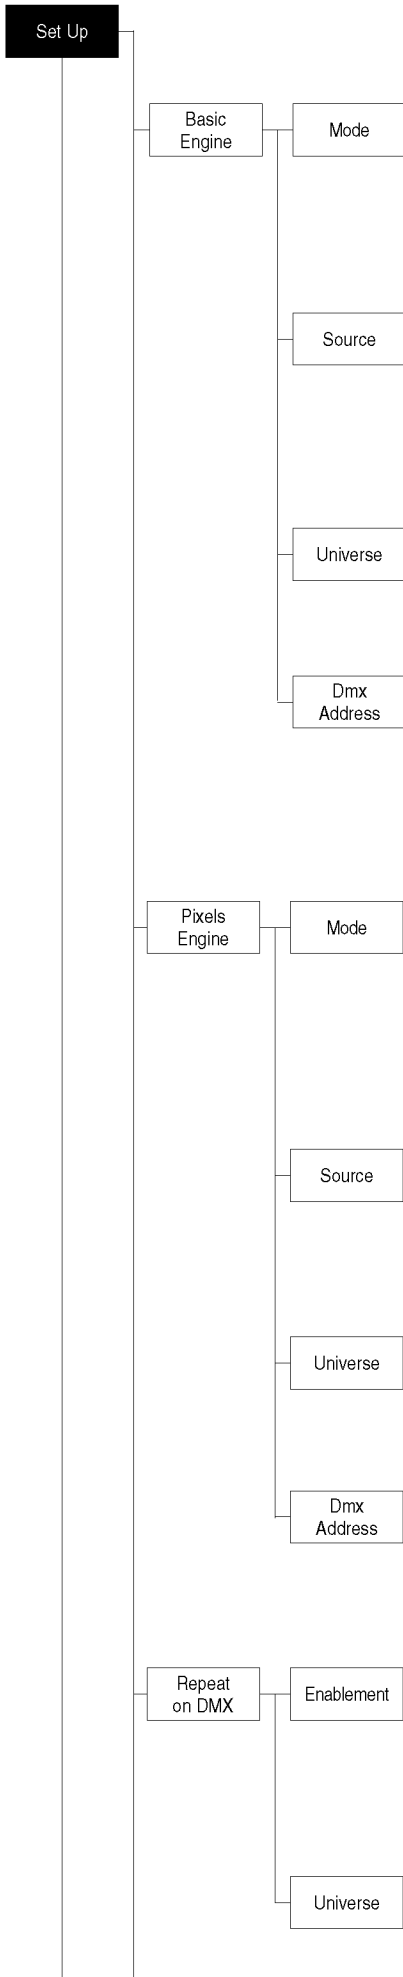 Set Up
Basic
Engine
Mode
Source
Universe
Dmx
Address
Pixels
Engine
Mode
Source
Universe
Dmx
Address
Repeat
on DMX
Enablement
Universe